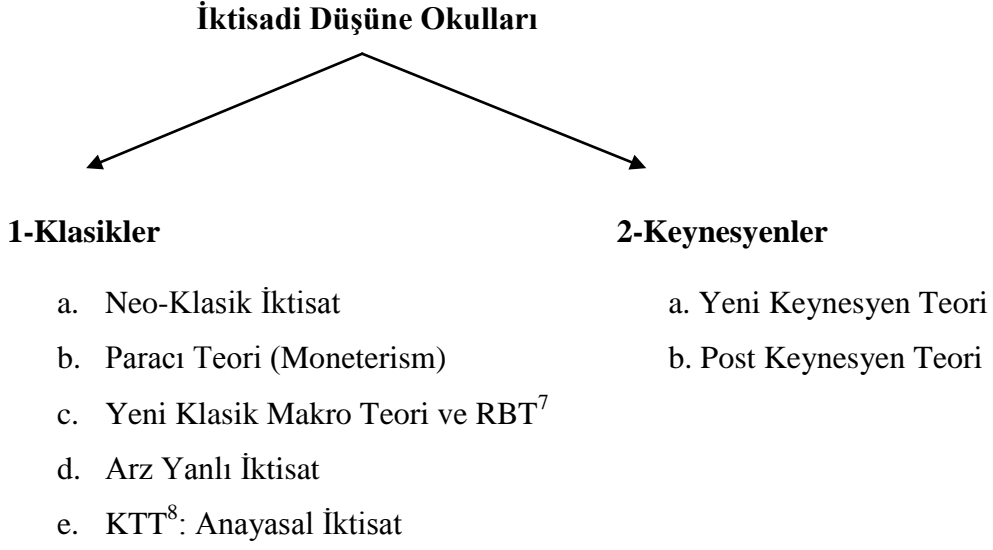 İktisadi Düşüne Okulları
1-Klasikler
a. Neo-Klasik İktisat
b. Paracı Teori (Moneterism)
c. Yeni Klasik Makro Teori ve RBT⁷
d. Arz Yanlı İktisat
e. KTT⁸: Anayasal İktisat
2-Keynesyenler
a. Yeni Keynesyen Teori
b. Post Keynesyen Teori